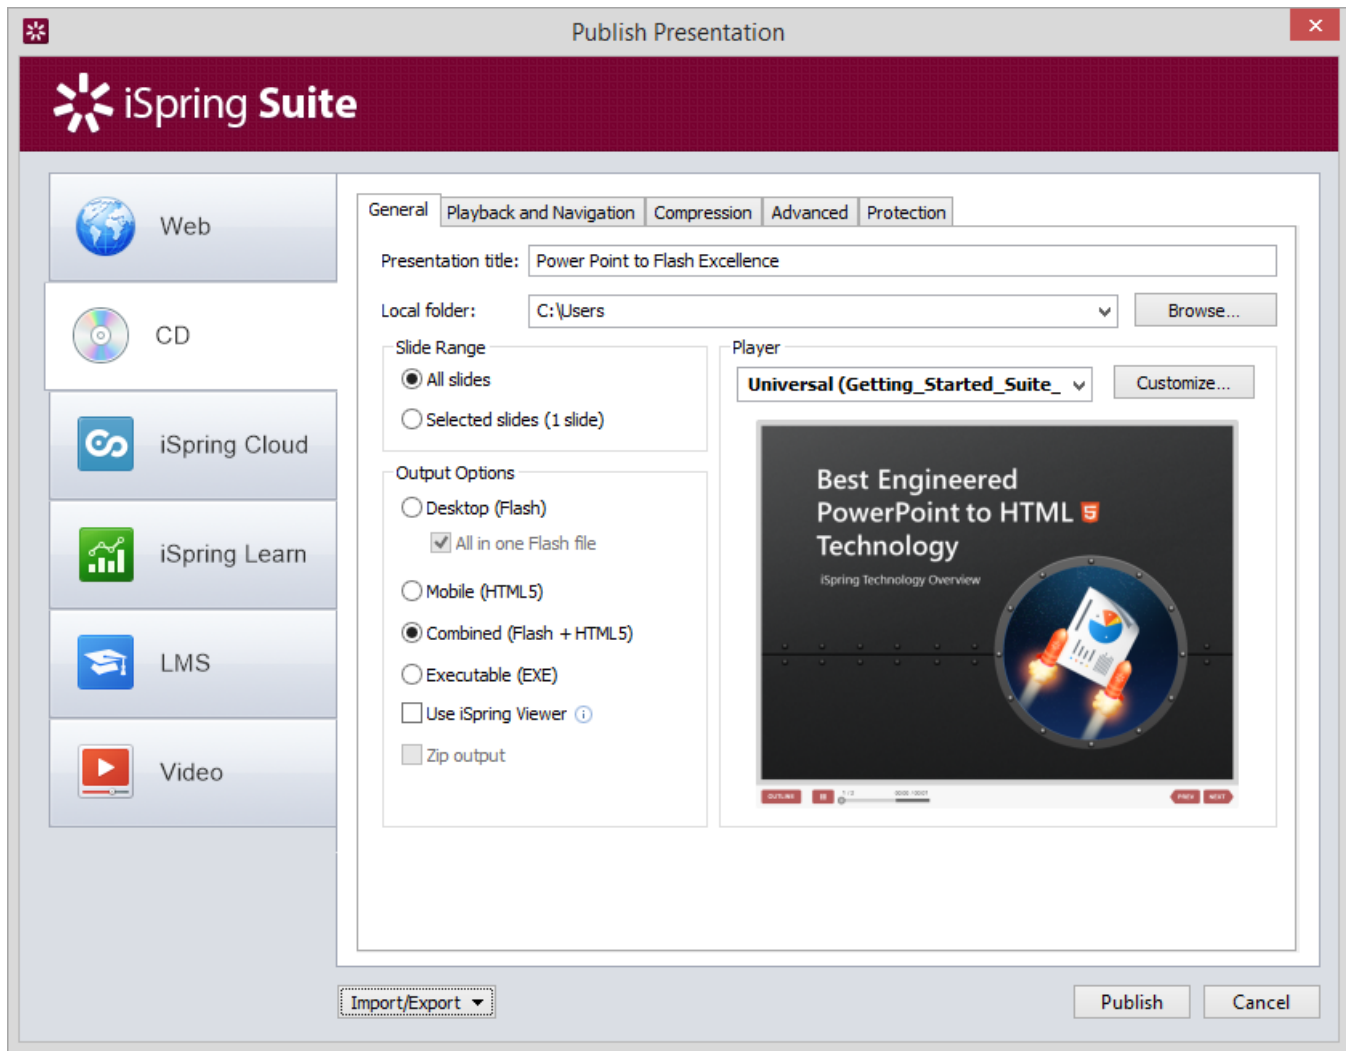 Publish Presentation
iSpring Suite
Web
CD
iSpring Cloud
iSpring Learn
LMS
Video
General Playback and Navigation Compression Advanced Protection
Presentation title: Power Point to Flash Excellence
Local folder: C:\Users Browse...
Slide Range
All slides
Selected slides (1 slide)
Output Options
Desktop (Flash)
All in one Flash file
Mobile (HTML5)
Combined (Flash + HTML5)
Executable (EXE)
Use iSpring Viewer
Zip output
Player
Universal (Getting_Started_Suite_ Customize...
Best Engineered
PowerPoint to HTML 5
Technology
iSpring Technology Overview
OUTLINE PREV NEXT
Import/Export Publish Cancel